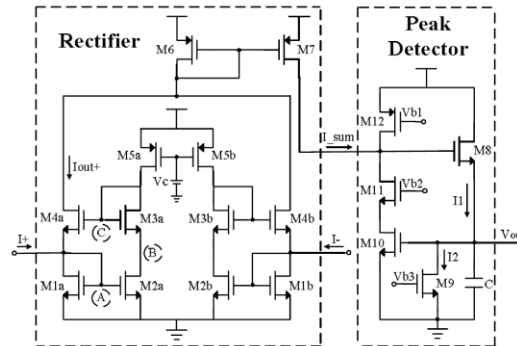 Rectifier
Peak
Detector
M6
M7
M12
Vb1
M5a
M5b
I_sum
M8
Iout+
Vc
M11
Vb2
I1
M4a
C
M3a
M3b
M4b
M10
I+
B
I-
I2
Vo
M1a
A
M2a
M2b
M1b
Vb3
M9
C